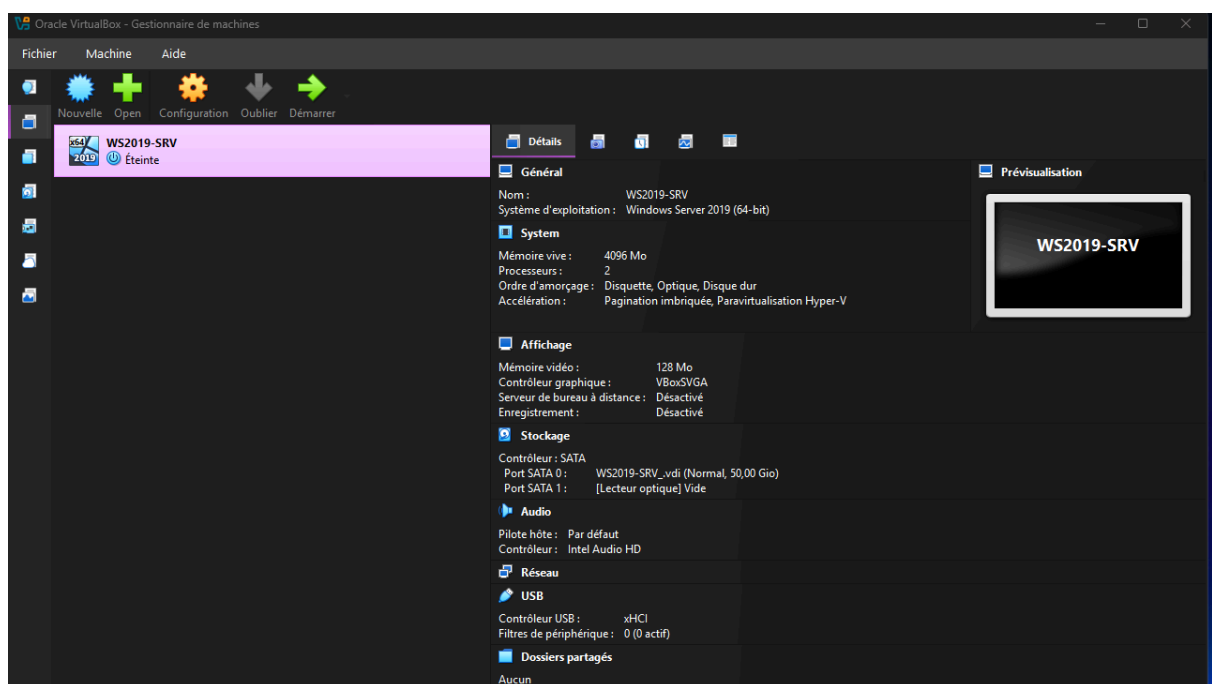 Oracle VirtualBox - Gestionnaire de machines
Fichier Machine Aide
Nouvelle Open Configuration Oublier Démarrer
x64
2019
WS2019-SRV
Éteinte
Détails
Général
Nom : WS2019-SRV
Système d'exploitation : Windows Server 2019 (64-bit)
Prévisualisation
WS2019-SRV
System
Mémoire vive : 4096 Mo
Processeurs : 2
Ordre d'amorçage : Disquette, Optique, Disque dur
Accélération : Pagination imbriquée, Paravirtualisation Hyper-V
Affichage
Mémoire vidéo : 128 Mo
Contrôleur graphique : VBoxSVGA
Serveur de bureau à distance : Désactivé
Enregistrement : Désactivé
Stockage
Contrôleur : SATA
Port SATA 0 : WS2019-SRV_.vdi (Normal, 50,00 Gio)
Port SATA 1 : [Lecteur optique] Vide
Audio
Pilote hôte : Par défaut
Contrôleur : Intel Audio HD
Réseau
USB
Contrôleur USB : xHCI
Filtres de périphérique : 0 (0 actif)
Dossiers partagés
Aucun